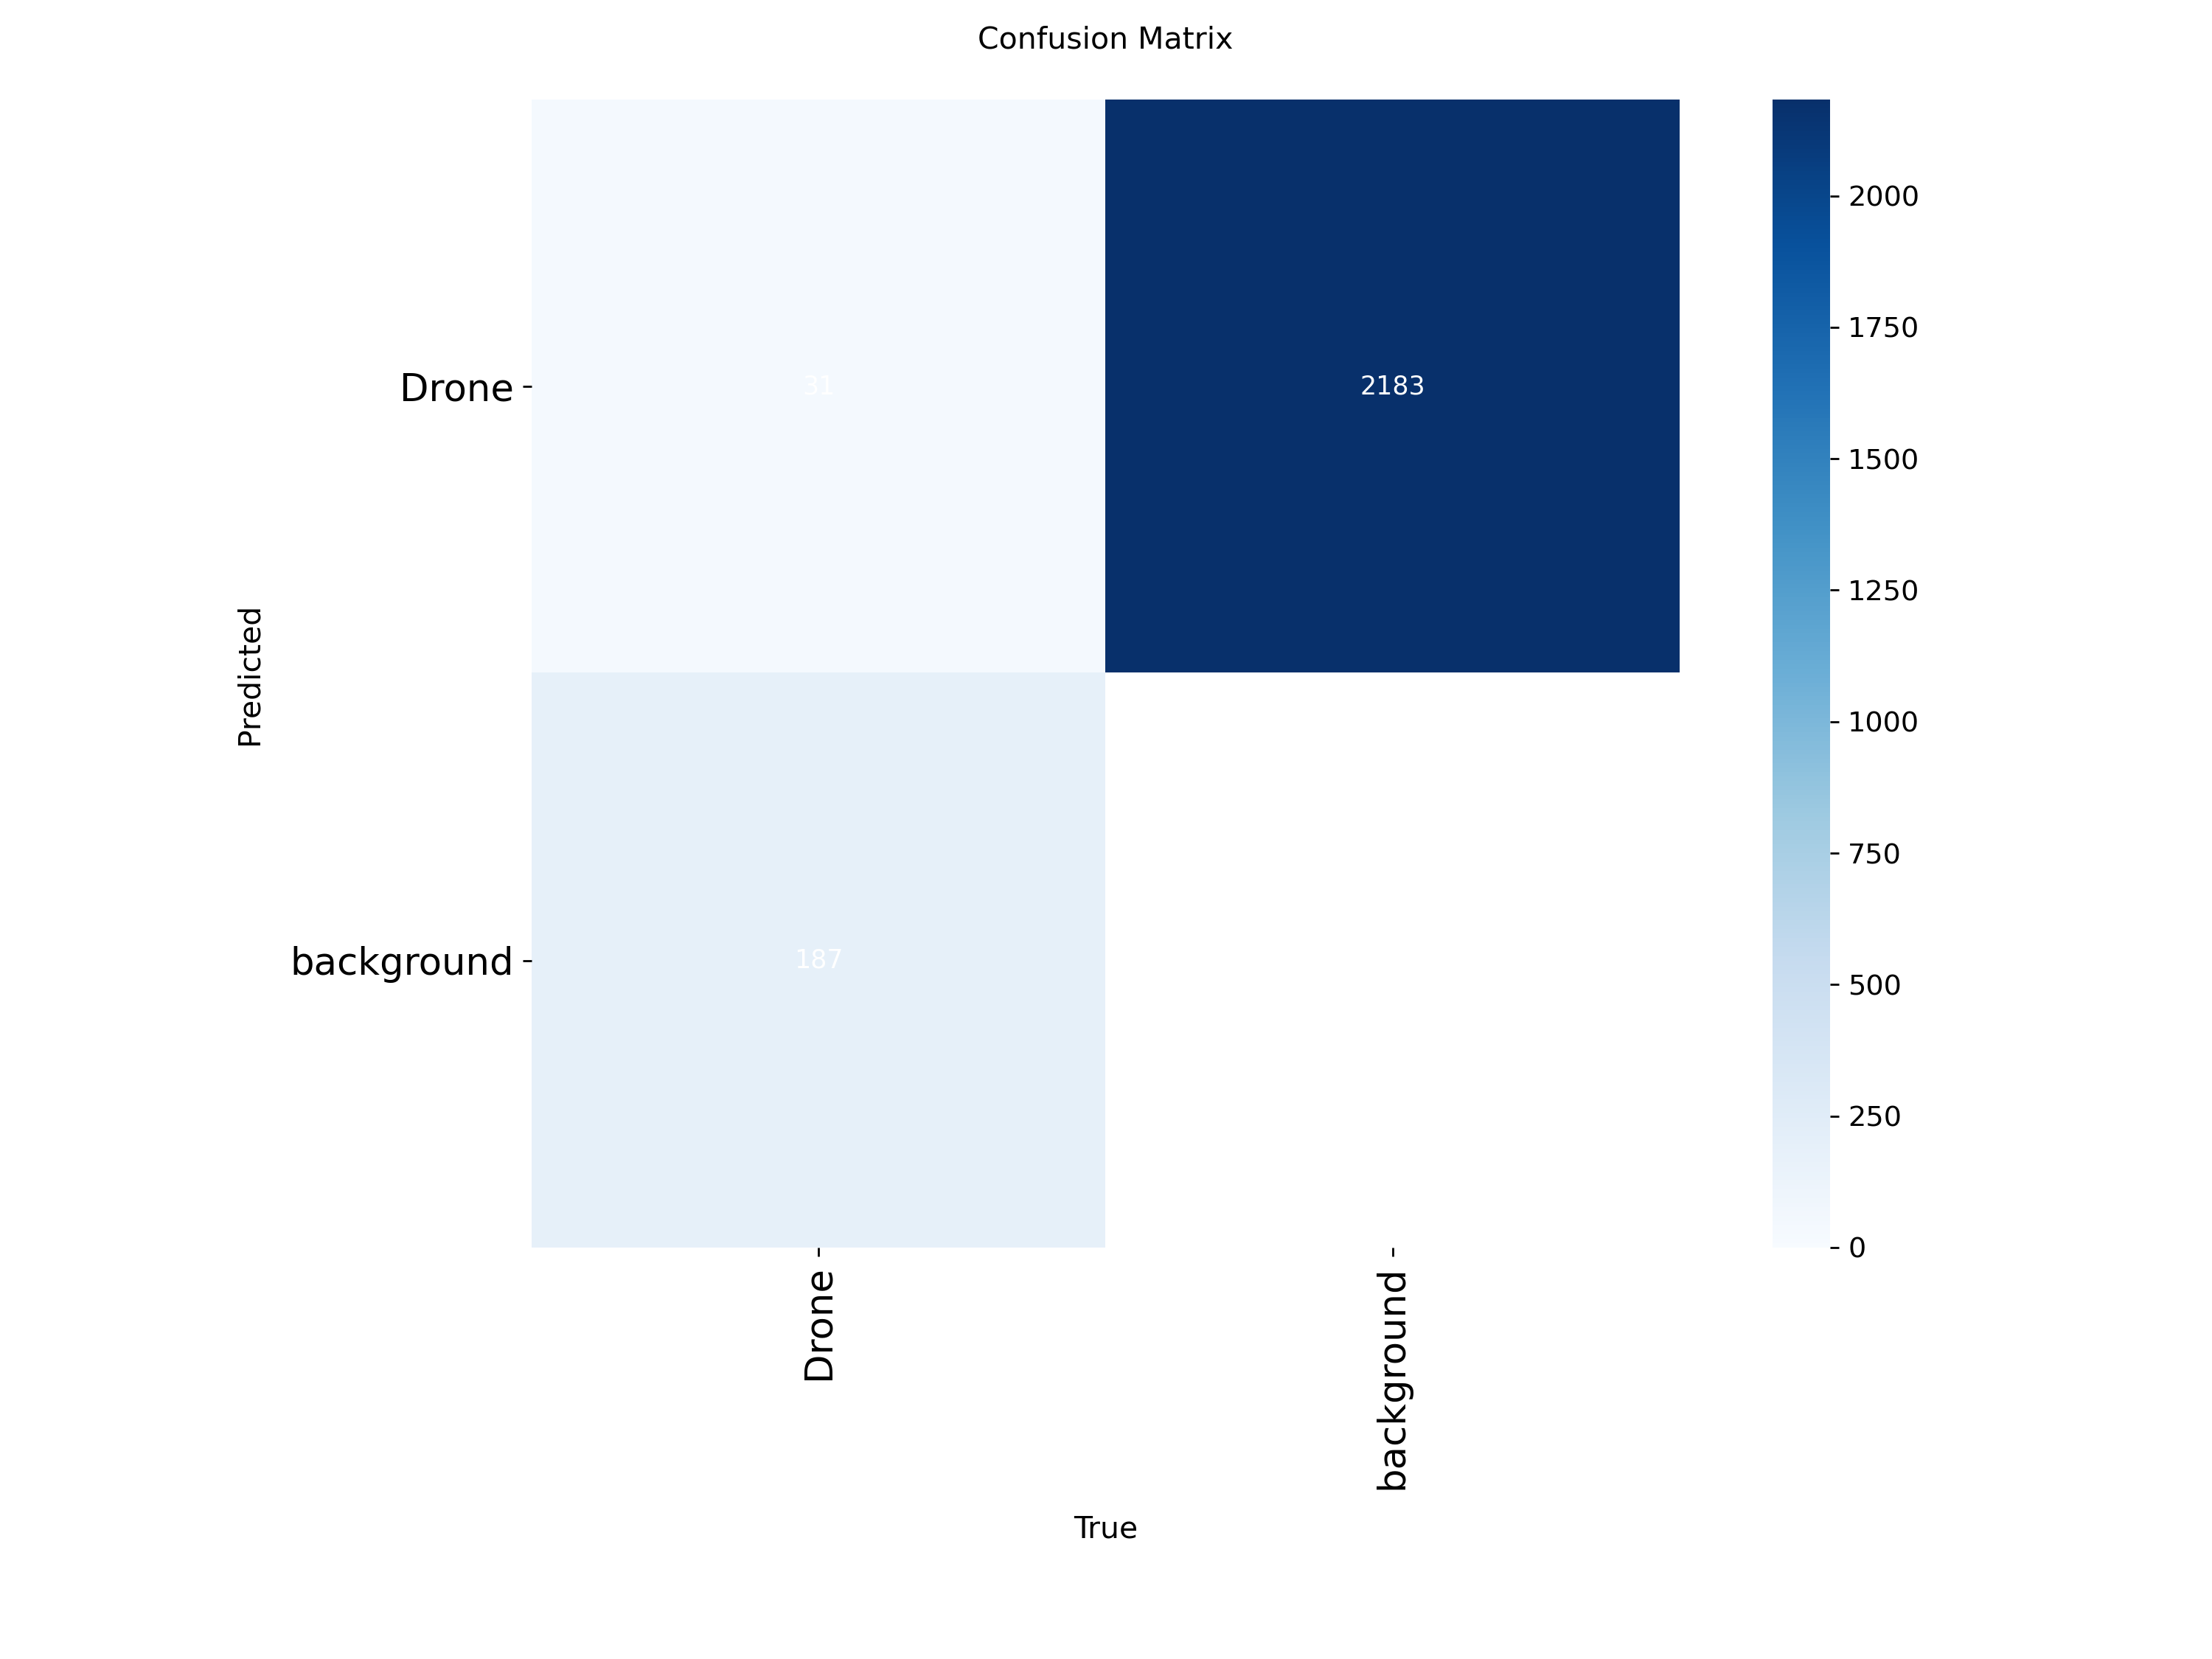 Confusion Matrix
Predicted
Drone
background
31
2183
187
Drone
background
True
2000
1750
1500
1250
1000
750
500
250
0